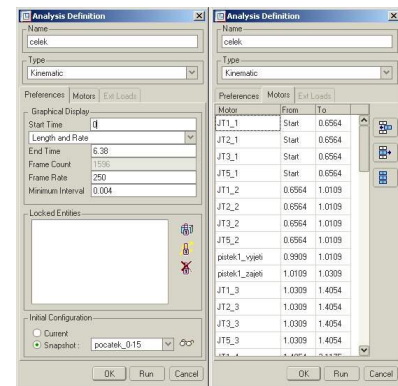 Analysis Definition
Name
celek
Type
Kinematic
Preferences Motors Ext Loads
Graphical Display
Start Time 0
Length and Rate
End Time 6.38
Frame Count 1596
Frame Rate 250
Minimum Interval 0.004
Locked Entities
Initial Configuration
Current
Snapshot : pocatek_0-15
OK Run Cancel
Analysis Definition
Name
celek
Type
Kinematic
Preferences Motors Ext Loads
Motor From To
JT1_1 Start 0.6564
JT2_1 Start 0.6564
JT3_1 Start 0.6564
JT5_1 Start 0.6564
JT1_2 0.6564 1.0109
JT2_2 0.6564 1.0109
JT3_2 0.6564 1.0109
JT5_2 0.6564 1.0109
pistek1_vyjeti 0.9909 1.0109
pistek1_zajeti 1.0109 1.0309
JT1_3 1.0309 1.4054
JT2_3 1.0309 1.4054
JT3_3 1.0309 1.4054
JT5_3 1.0309 1.4054
OK Run Cancel